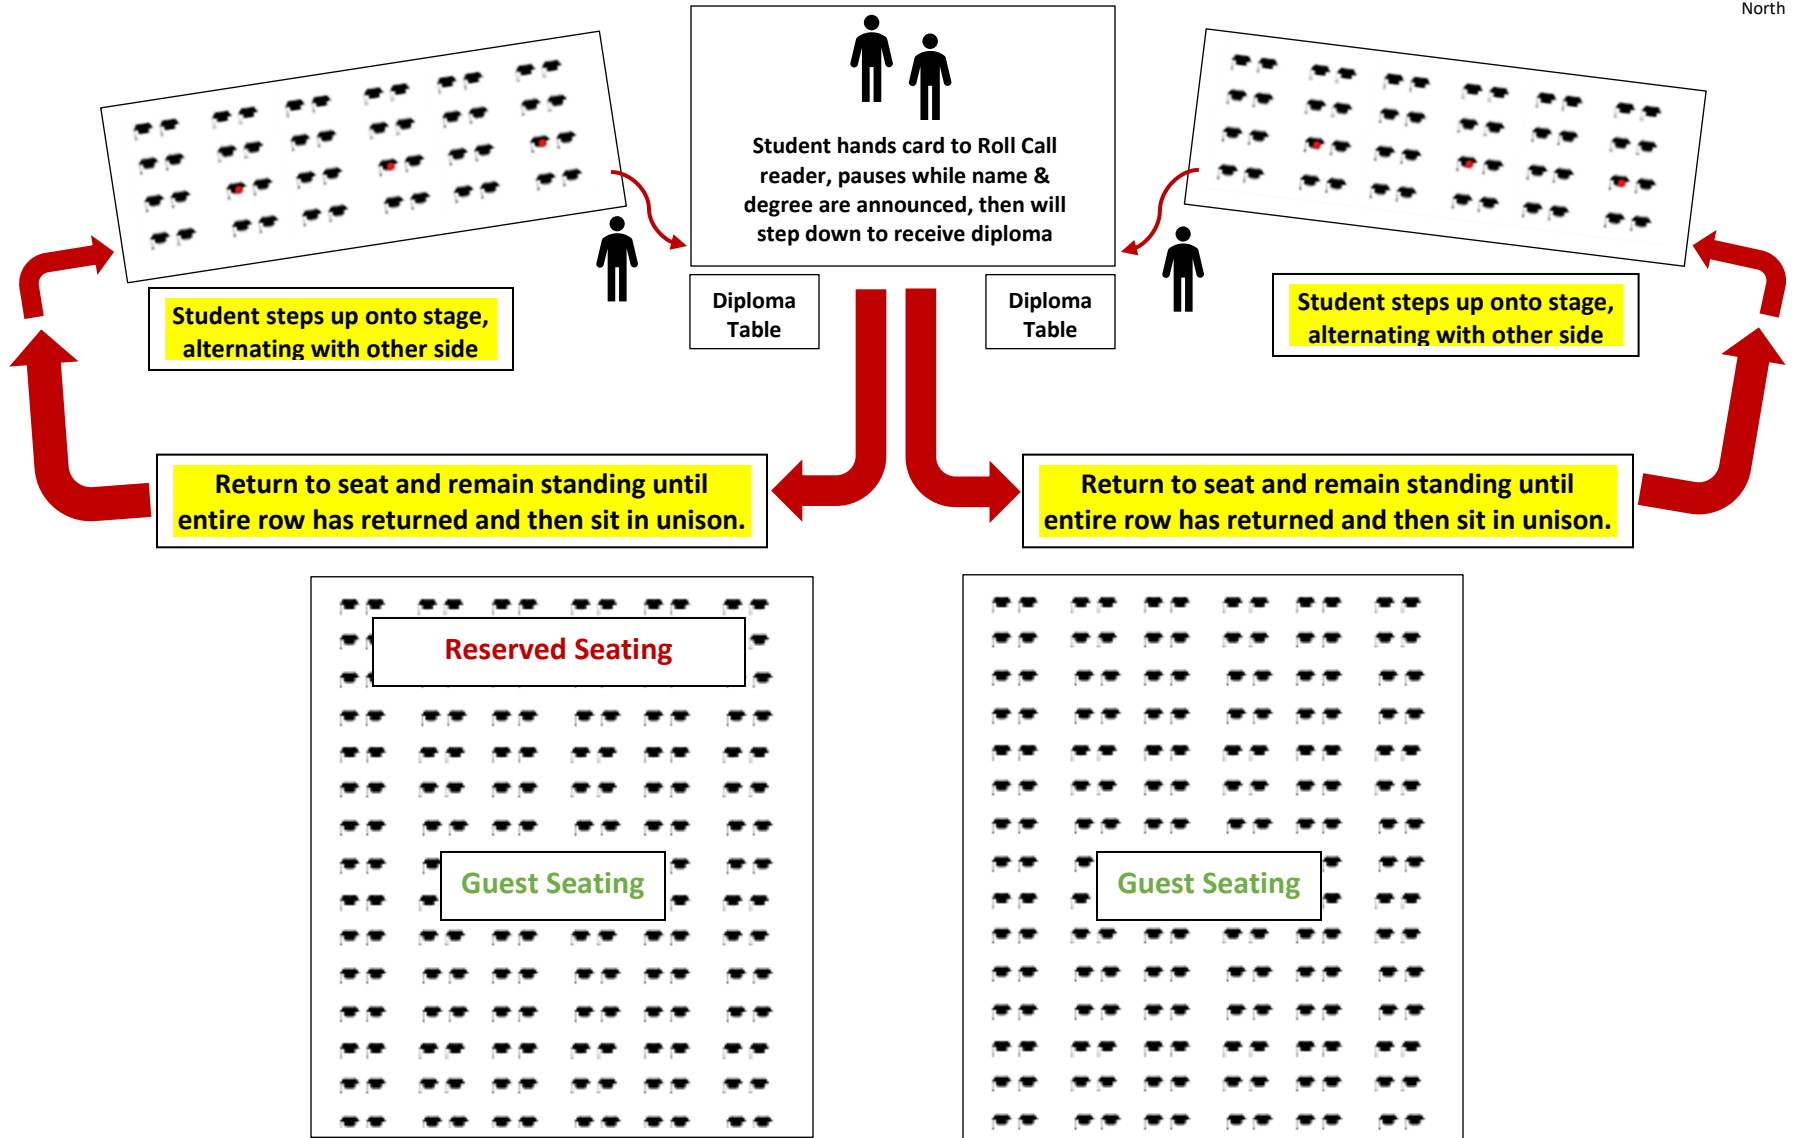 North
Student hands card to Roll Call
reader, pauses while name &
degree are announced, then will
step down to receive diploma
Diploma
Table
Diploma
Table
Student steps up onto stage,
alternating with other side
Student steps up onto stage,
alternating with other side
Return to seat and remain standing until
entire row has returned and then sit in unison.
Return to seat and remain standing until
entire row has returned and then sit in unison.
Reserved Seating
Guest Seating
Guest Seating